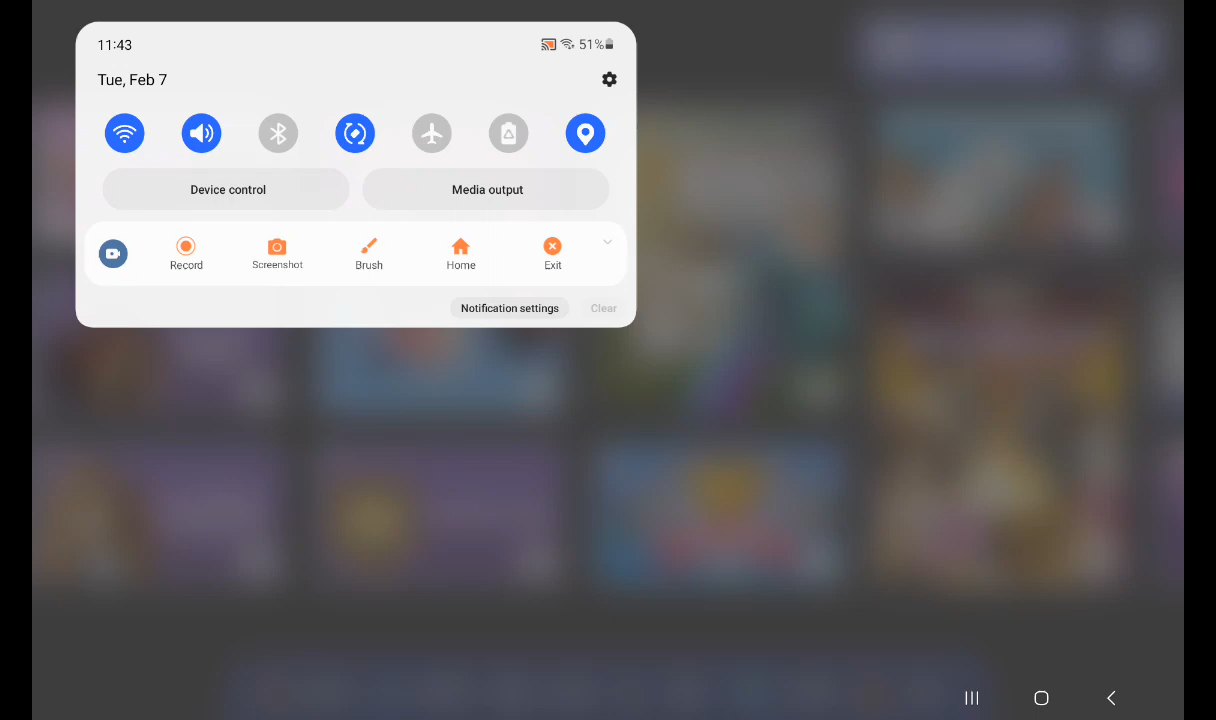 11:43 51%
Tue, Feb 7
Device control Media output
Record Screenshot Brush Home Exit
Notification settings Clear